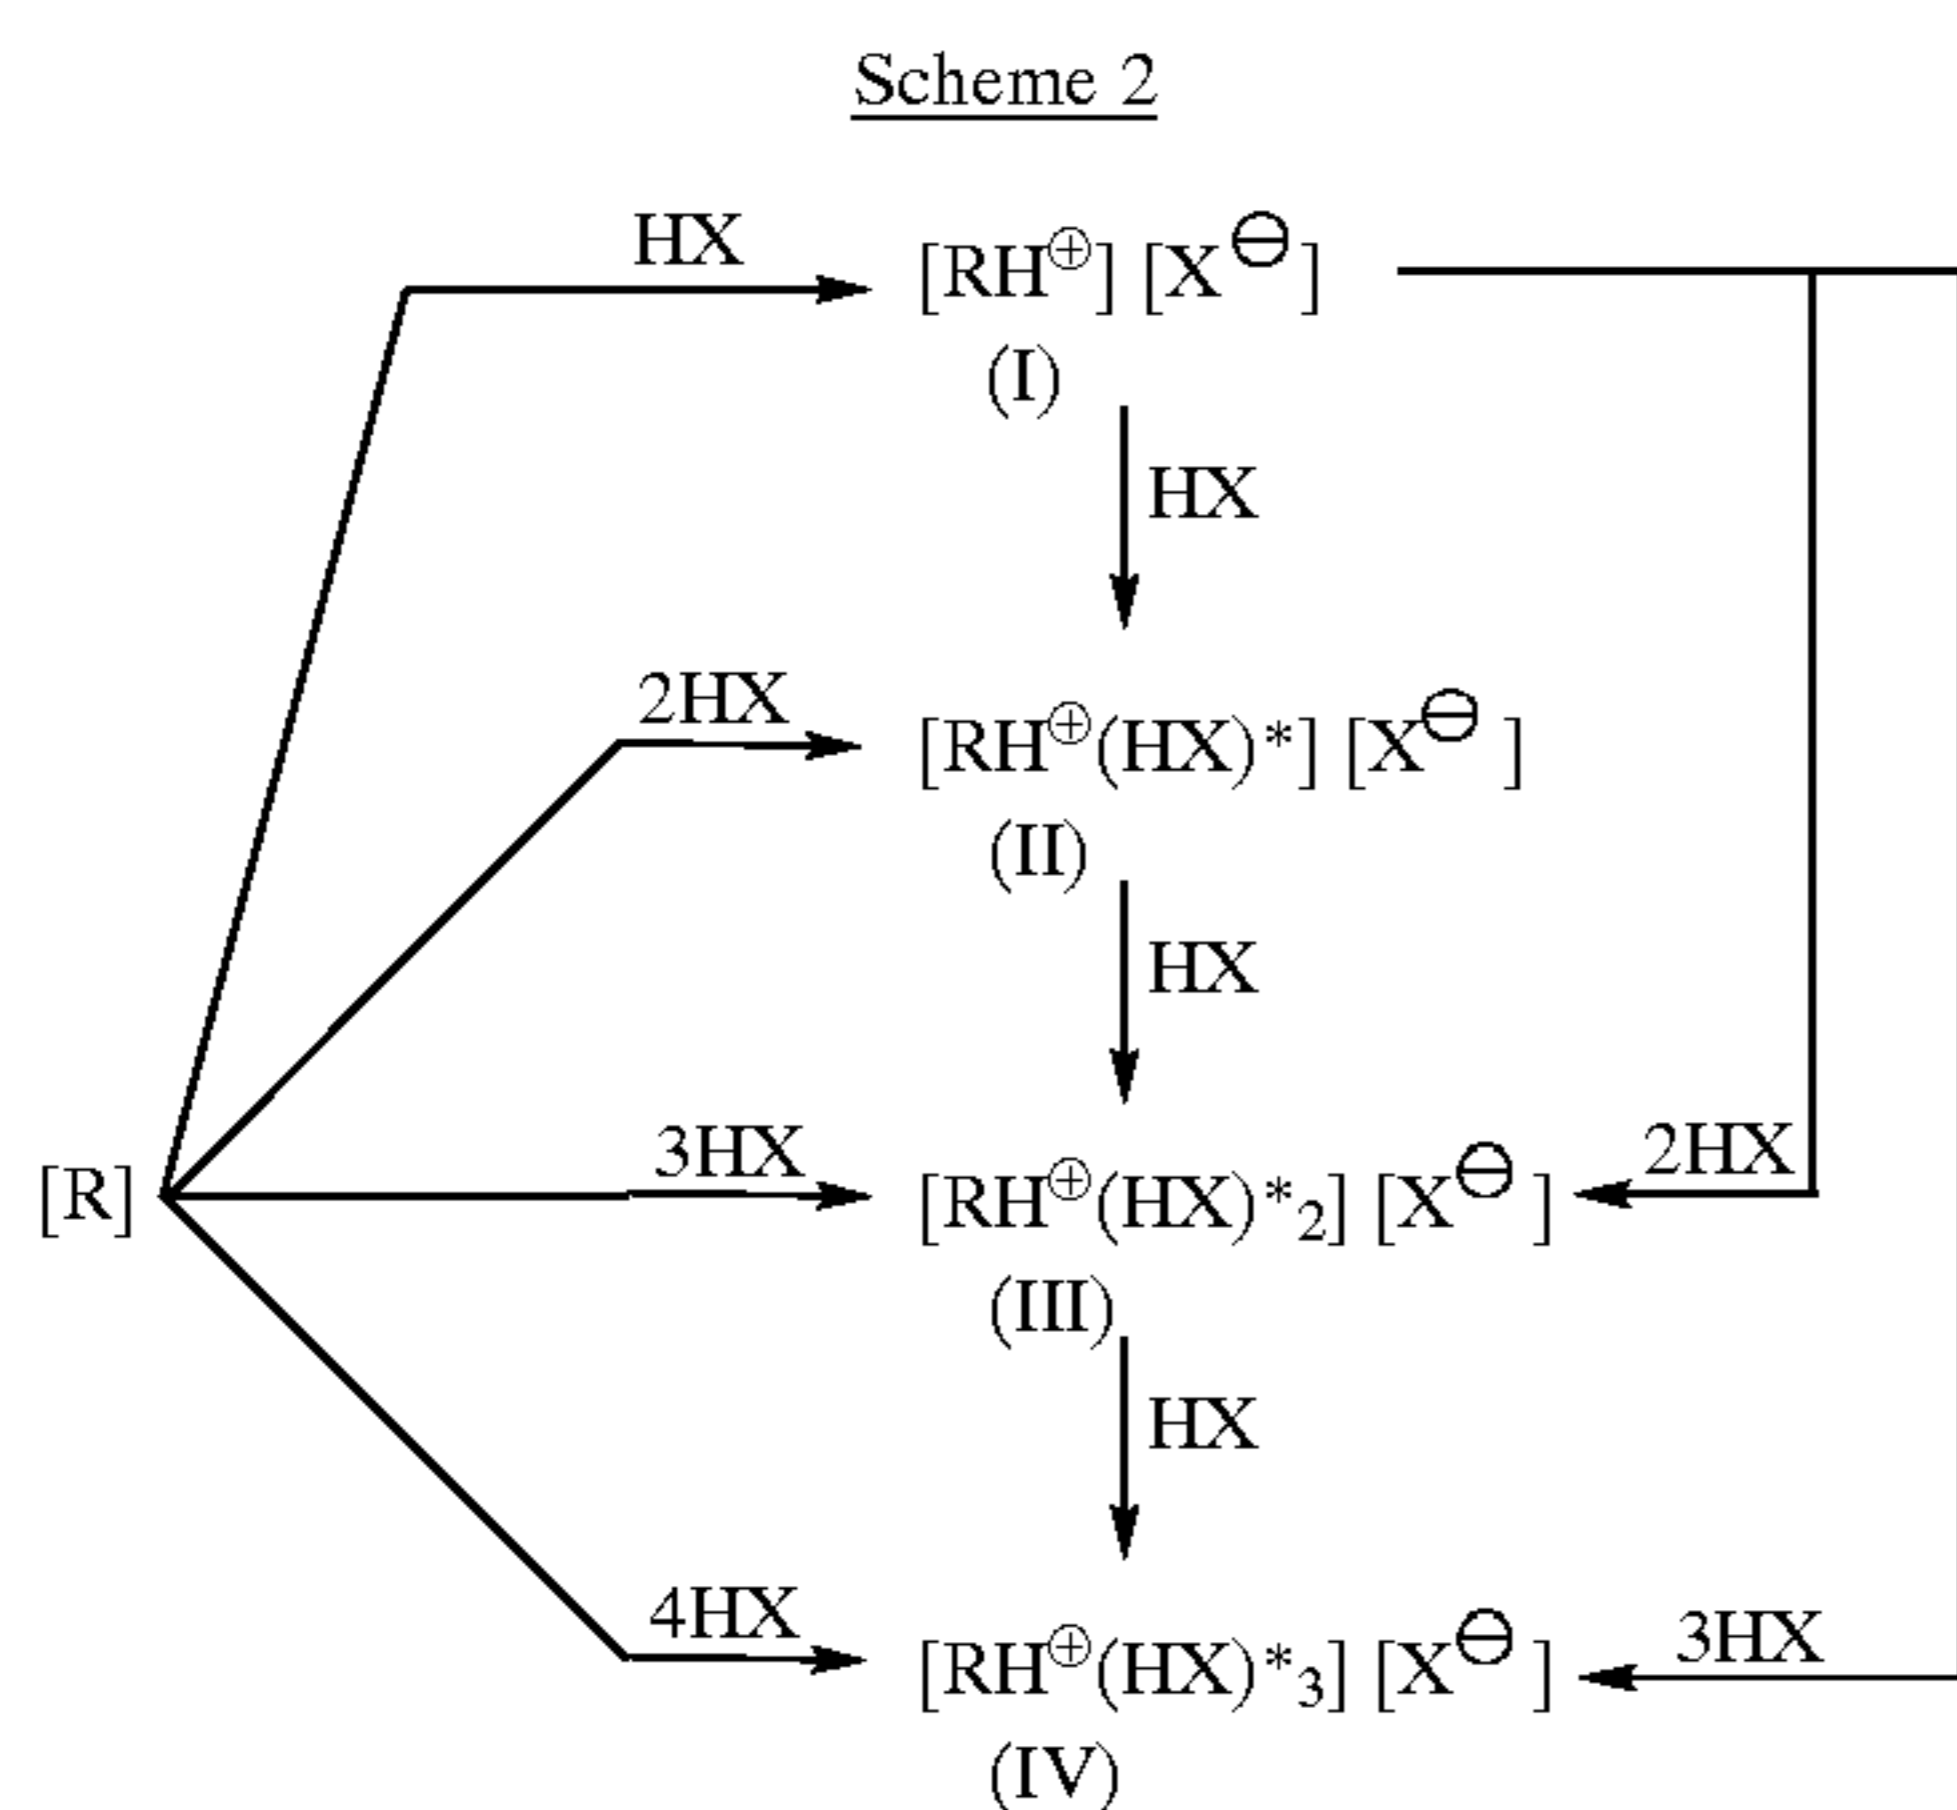 Scheme 2
HX
[RH⊕] [X⊖]
(I)
HX
2HX
[RH⊕(HX)*] [X⊖]
(II)
HX
[R]
3HX
[RH⊕(HX)*2] [X⊖]
2HX
(III)
HX
4HX
[RH⊕(HX)*3] [X⊖]
3HX
(IV)